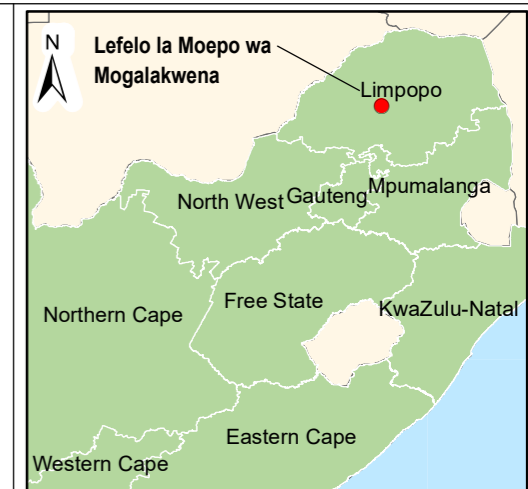 N
Lefelo la Moepo wa
Mogalakwena
Limpopo
Mpumalanga
North West
Gauteng
Northern Cape
Free State
KwaZulu-Natal
Eastern Cape
Western Cape